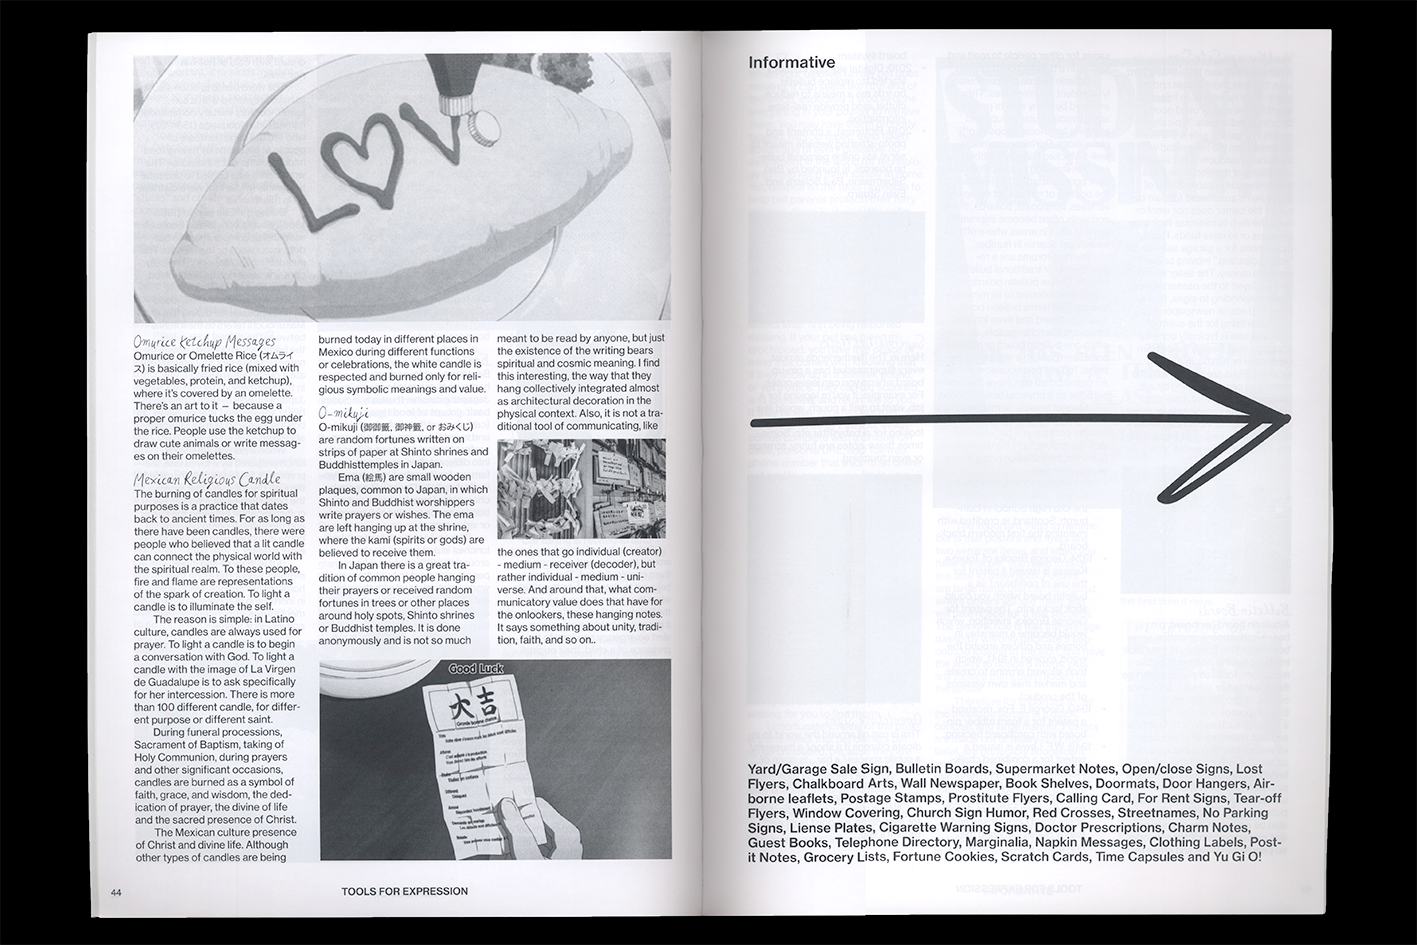 LOV
Omurice Ketchup Messages
Omurice or Omelette Rice (オムライ
ス) is basically fried rice (mixed with
vegetables, protein, and ketchup),
where it's covered by an omelette.
There's an art to it – because a
proper omurice tucks the egg under
the rice. People use the ketchup to
draw cute animals or write messag-
es on their omelettes.
Mexican Religious Candle
The burning of candles for spiritual
purposes is a practice that dates
back to ancient times. For as long as
there have been candles, there were
people who believed that a lit candle
can connect the physical world with
the spiritual realm. To these people,
fire and flame are representations
of the spark of creation. To light a
candle is to illuminate the self.
The reason is simple: in Latino
culture, candles are always used for
prayer. To light a candle is to begin
a conversation with God. To light a
candle with the image of La Virgen
de Guadalupe is to ask specifically
for her intercession. There is more
than 100 different candle, for differ-
ent purpose or different saint.
During funeral processions,
Sacrament of Baptism, taking of
Holy Communion, during prayers
and other significant occasions,
candles are burned as a symbol of
faith, grace, and wisdom, the ded-
ication of prayer, the divine of life
and the sacred presence of Christ.
The Mexican culture presence
of Christ and divine life. Although
other types of candles are being
burned today in different places in
Mexico during different functions
or celebrations, the white candle is
respected and burned only for reli-
gious symbolic meanings and value.
O-mikuji
O-mikuji (御御籤, 御神籤, or おみくじ)
are random fortunes written on
strips of paper at Shinto shrines and
Buddhisttemples in Japan.
Ema (絵馬) are small wooden
plaques, common to Japan, in which
Shinto and Buddhist worshippers
write prayers or wishes. The ema
are left hanging up at the shrine,
where the kami (spirits or gods) are
believed to receive them.
In Japan there is a great tra-
dition of common people hanging
their prayers or received random
fortunes in trees or other places
around holy spots, Shinto shrines
or Buddhist temples. It is done
anonymously and is not so much
meant to be read by anyone, but just
the existence of the writing bears
spiritual and cosmic meaning. I find
this interesting, the way that they
hang collectively integrated almost
as architectural decoration in the
physical context. Also, it is not a tra-
ditional tool of communicating, like
the ones that go individual (creator)
- medium - receiver (decoder), but
rather individual - medium - uni-
verse. And around that, what com-
municatory value does that have for
the onlookers, these hanging notes.
It says something about unity, tradi-
tion, faith, and so on..
Good Luck
大吉
Grande bonne chance
44
TOOLS FOR EXPRESSION
Informative
Yard/Garage Sale Sign, Bulletin Boards, Supermarket Notes, Open/close Signs, Lost
Flyers, Chalkboard Arts, Wall Newspaper, Book Shelves, Doormats, Door Hangers, Air-
borne leaflets, Postage Stamps, Prostitute Flyers, Calling Card, For Rent Signs, Tear-off
Flyers, Window Covering, Church Sign Humor, Red Crosses, Streetnames, No Parking
Signs, Liense Plates, Cigarette Warning Signs, Doctor Prescriptions, Charm Notes,
Guest Books, Telephone Directory, Marginalia, Napkin Messages, Clothing Labels, Post-
it Notes, Grocery Lists, Fortune Cookies, Scratch Cards, Time Capsules and Yu Gi O!